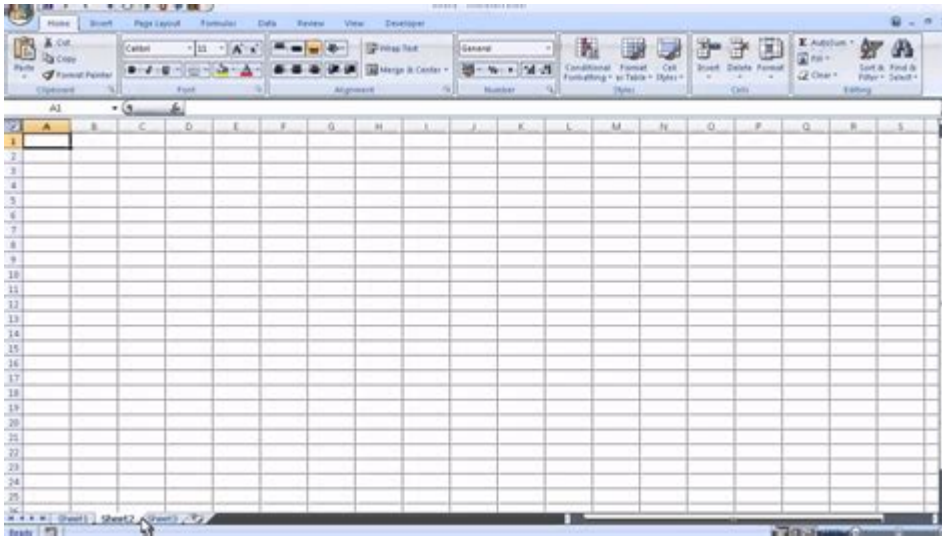 Home Insert Page Layout Formulas Data Review View Developer
Cut
Copy
Format Painter
Paste
Clipboard
Calibri 11
Font
Wrap Text
Merge & Center
Alignment
General
Number
Conditional Formatting
Format as Table
Cell Styles
Styles
Insert Delete Format
Cells
Σ AutoSum
Fill
Clear
Sort & Filter
Find & Select
Editing
A1
A B C D E F G H I J K L M N O P Q R S
1
2
3
4
5
6
7
8
9
10
11
12
13
14
15
16
17
18
19
20
21
22
23
24
25
Sheet1 Sheet2 Sheet3
Ready